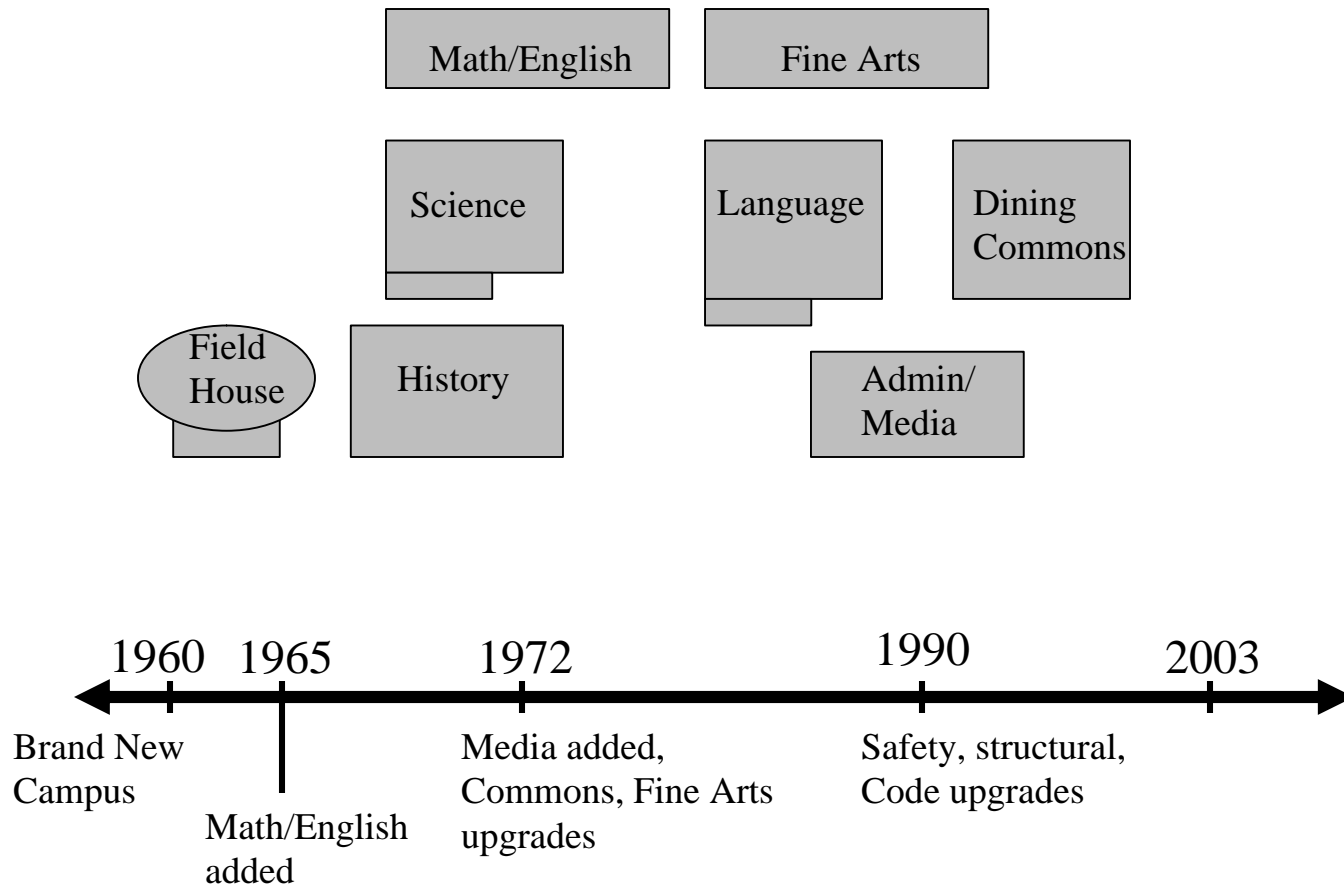 Math/English
Fine Arts
Science
Language
Dining
Commons
Field
House
History
Admin/
Media
1960
1965
1972
1990
2003
Brand New
Campus
Math/English
added
Media added,
Commons, Fine Arts
upgrades
Safety, structural,
Code upgrades